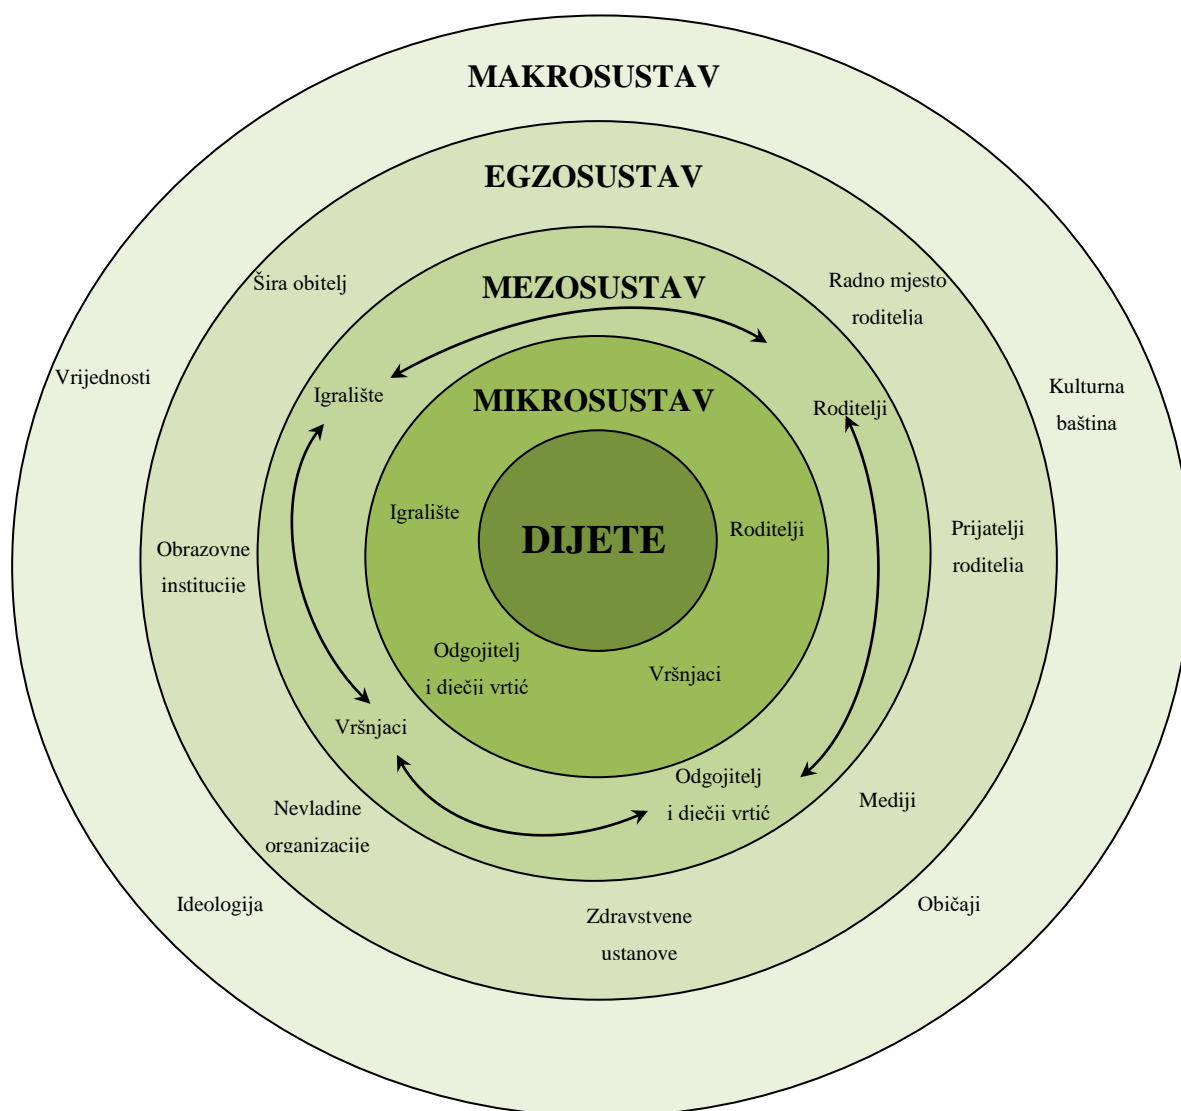 MAKROSUSTAV
EGZOSUSTAV
Šira obitelj
MEZOSUSTAV
Radno mjesto
roditelja
Vrijednosti
Igralište
MIKROSUSTAV
Roditelji
Kulturna
baština
Igralište
DIJETE
Roditelji
Obrazovne
institucije
Prijatelji
roditelja
Odgojitelj
i dječji vrtić
Vršnjaci
Vršnjaci
Odgojitelj
i dječji vrtić
Nevladine
organizacije
Mediji
Ideologija
Zdravstvene
ustanove
Običaji